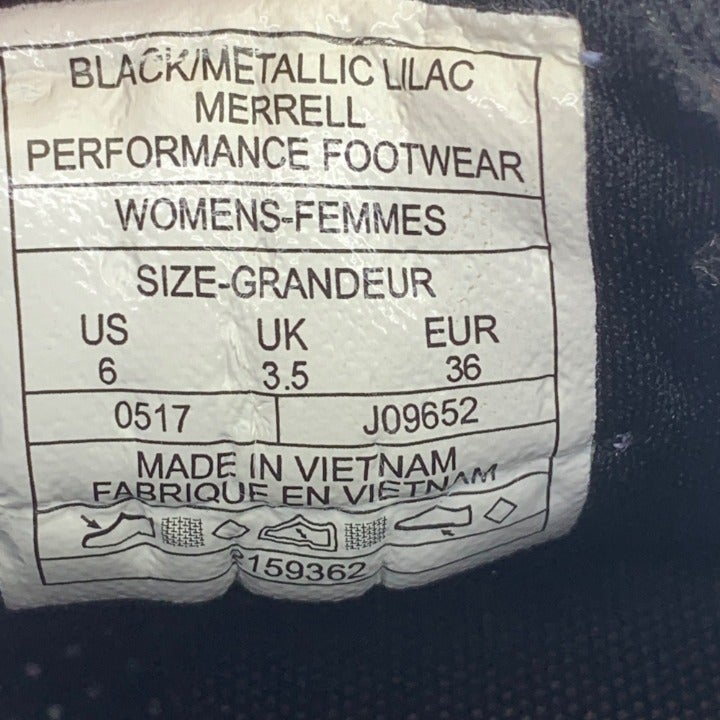 BLACK/METALLIC LILAC
MERRELL
PERFORMANCE FOOTWEAR
WOMENS-FEMMES
SIZE-GRANDEUR
US UK EUR
6 3.5 36
0517 J09652
MADE IN VIETNAM
FABRIQUE EN VIETNAM
159362